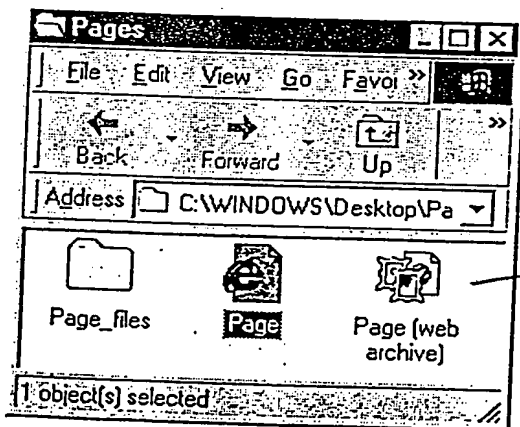 Pages
File Edit View Go Favor »
Back Forward Up »
Address C:\WINDOWS\Desktop\Pa
Page_files Page Page (web
archive)
1 object(s) selected